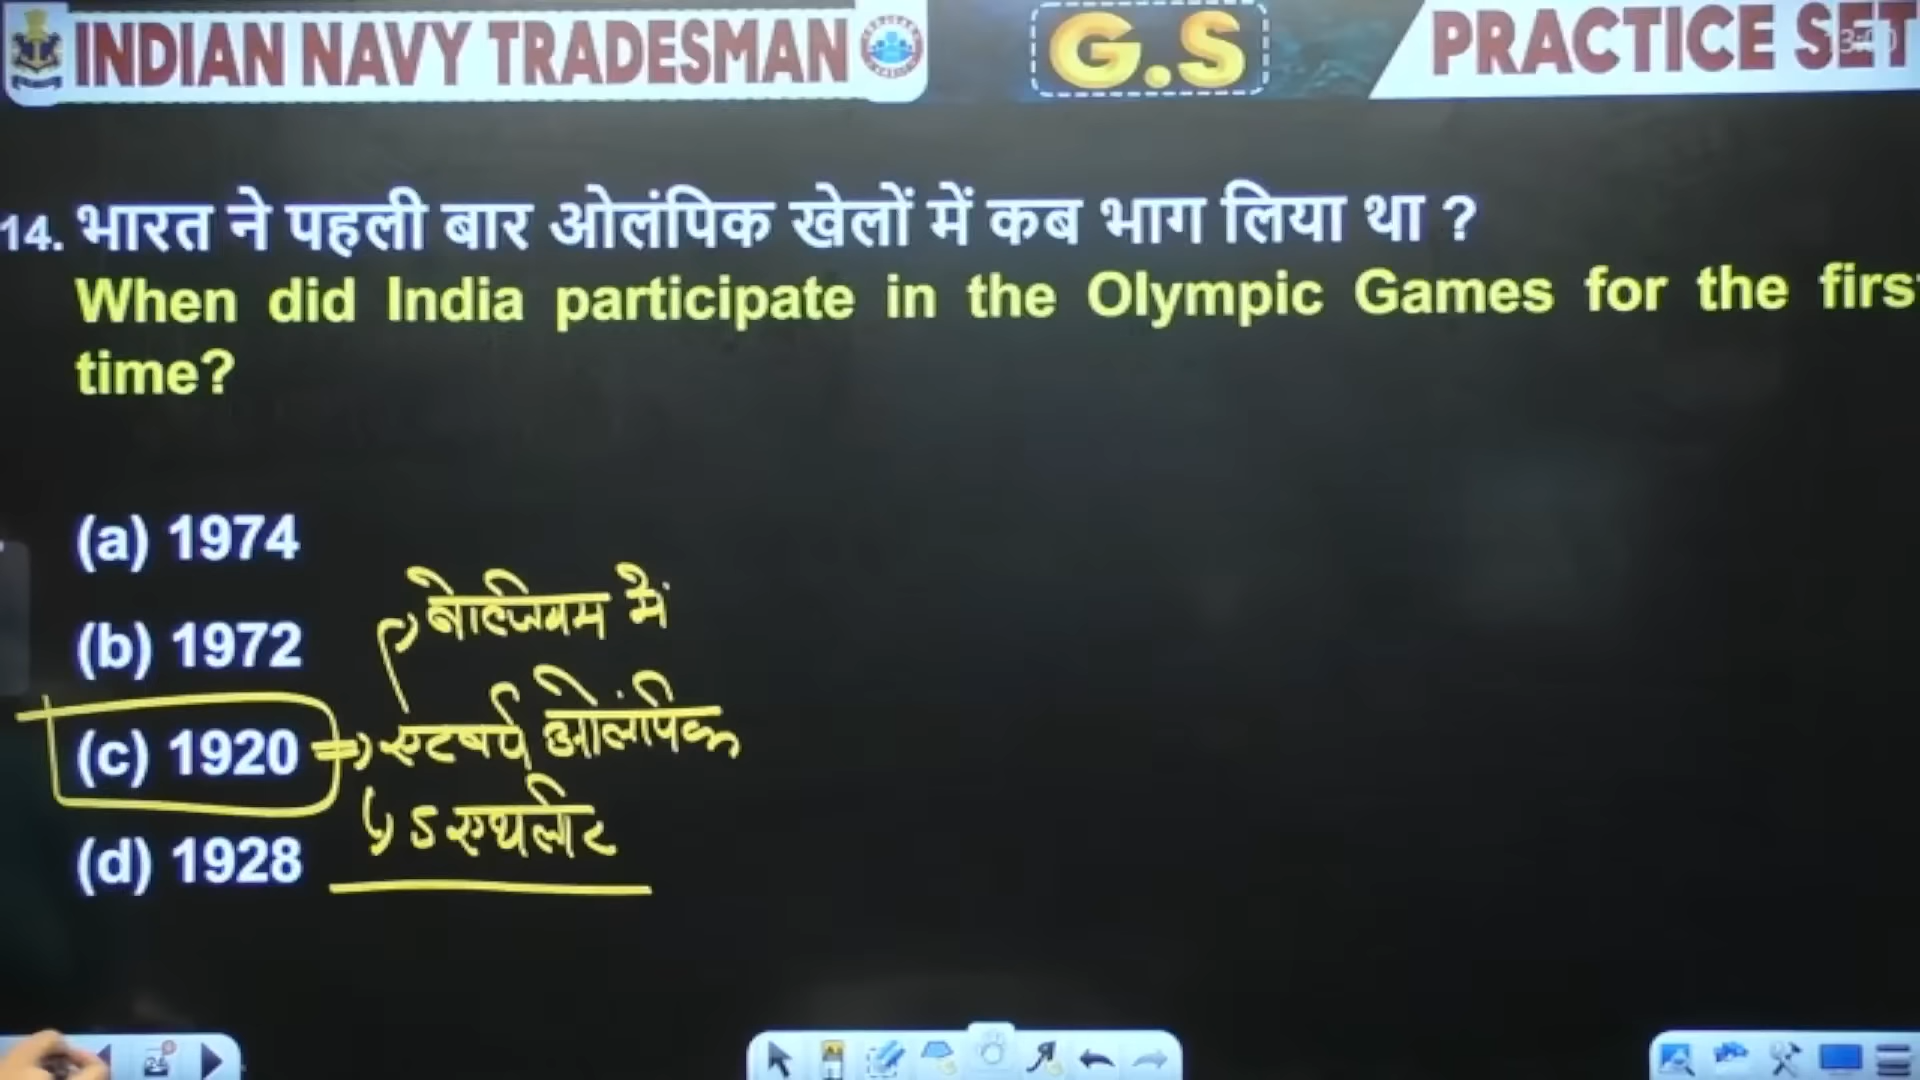 INDIAN NAVY TRADESMAN G.S PRACTICE SET
14. भारत ने पहली बार ओलंपिक खेलों में कब भाग लिया था ?
When did India participate in the Olympic Games for the firs
time?
(a) 1974
(b) 1972
बेल्जियम में
(c) 1920 एंटवर्प ओलंपिक
5 एथलीट
(d) 1928